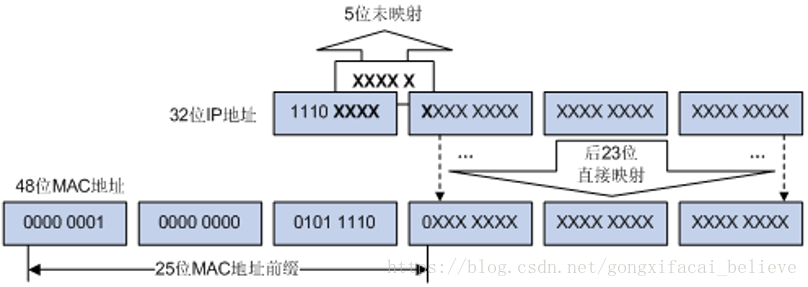 5位未映射
XXXX X
32位IP地址
1110 XXXX
XXXX XXXX
XXXX XXXX
XXXX XXXX
...
后23位
直接映射
...
48位MAC地址
0000 0001
0000 0000
0101 1110
0XXX XXXX
XXXX XXXX
XXXX XXXX
25位MAC地址前缀
https://blog.csdn.net/gongxifacai_believe